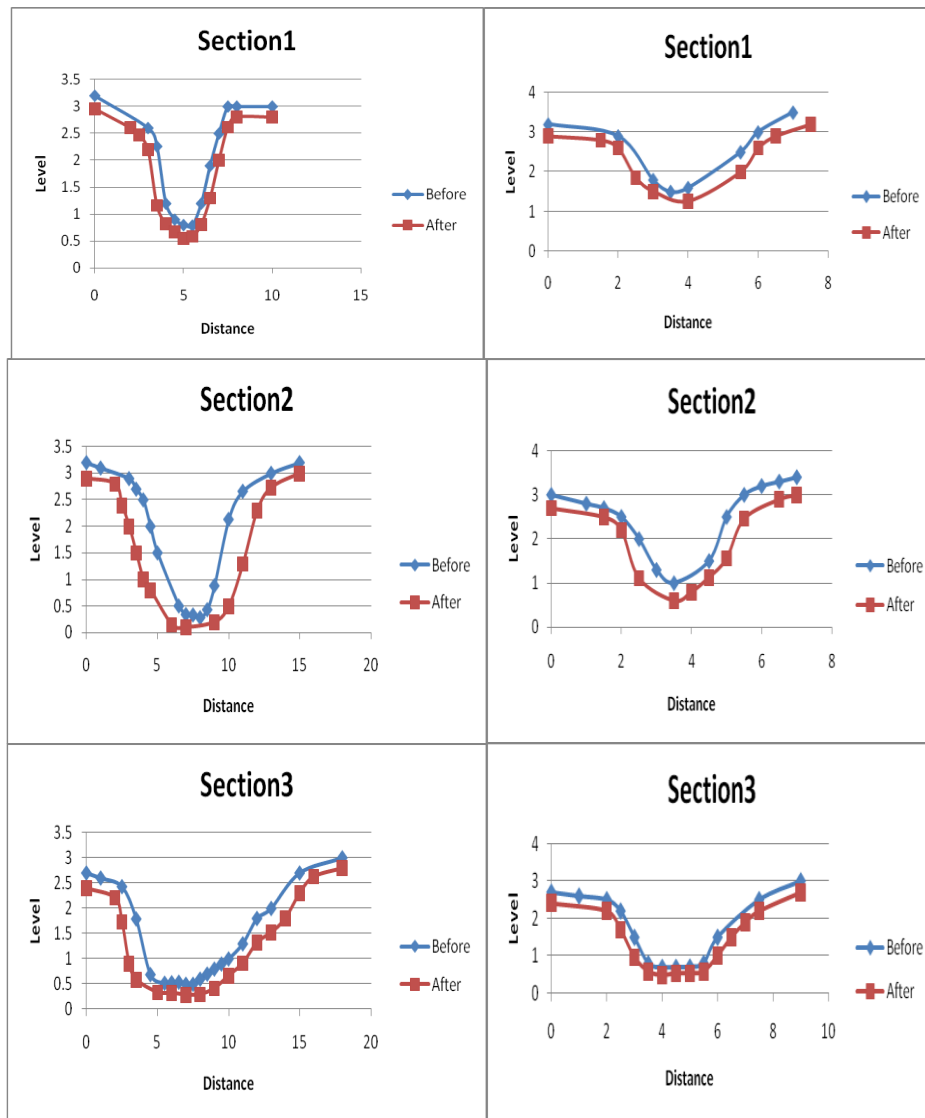 Section1
3.5
3
2.5
2
1.5
1
0.5
0
Level
0 5 10 15
Distance
Before
After
Section1
4
3
2
1
0
Level
0 2 4 6 8
Distance
Before
After
Section2
3.5
3
2.5
2
1.5
1
0.5
0
Level
0 5 10 15 20
Distance
Before
After
Section2
4
3
2
1
0
Level
0 2 4 6 8
Distance
Before
After
Section3
3.5
3
2.5
2
1.5
1
0.5
0
Level
0 5 10 15 20
Distance
Before
After
Section3
4
3
2
1
0
Level
0 2 4 6 8 10
Distance
Before
After